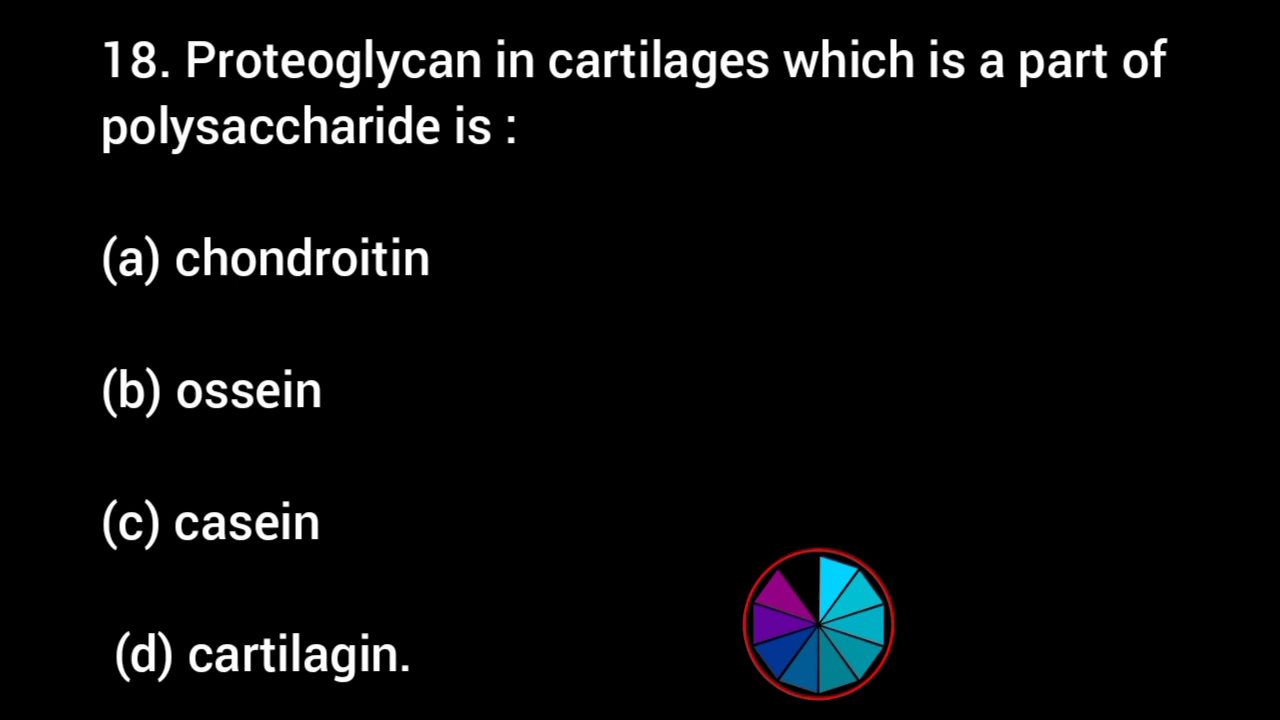 18. Proteoglycan in cartilages which is a part of
polysaccharide is :
(a) chondroitin
(b) ossein
(c) casein
(d) cartilagin.